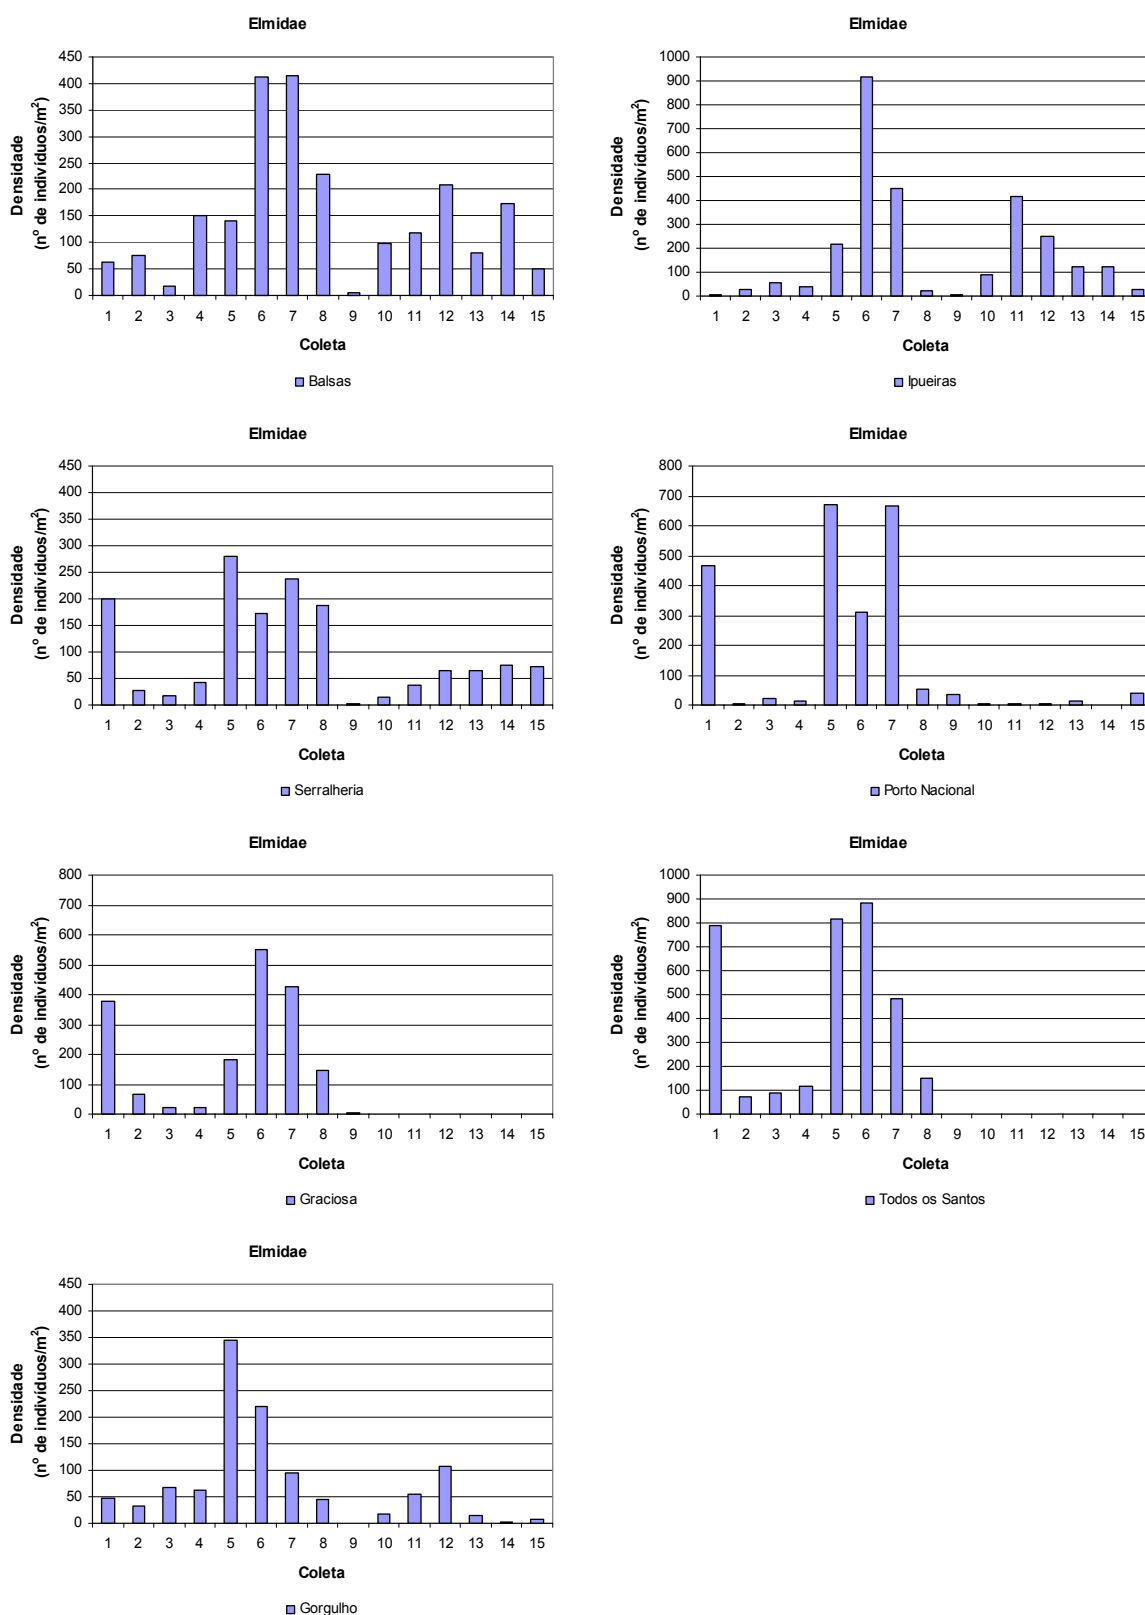 Elmidae
Densidade
(nº de indivíduos/m²)
450
400
350
300
250
200
150
100
50
0
1 2 3 4 5 6 7 8 9 10 11 12 13 14 15
Coleta
Balsas
Elmidae
Densidade
(nº de indivíduos/m²)
1000
900
800
700
600
500
400
300
200
100
0
1 2 3 4 5 6 7 8 9 10 11 12 13 14 15
Coleta
Ipueiras
Elmidae
Densidade
(nº de indivíduos/m²)
450
400
350
300
250
200
150
100
50
0
1 2 3 4 5 6 7 8 9 10 11 12 13 14 15
Coleta
Serralheria
Elmidae
Densidade
(nº de indivíduos/m²)
800
700
600
500
400
300
200
100
0
1 2 3 4 5 6 7 8 9 10 11 12 13 14 15
Coleta
Porto Nacional
Elmidae
Densidade
(nº de indivíduos/m²)
800
700
600
500
400
300
200
100
0
1 2 3 4 5 6 7 8 9 10 11 12 13 14 15
Coleta
Graciosa
Elmidae
Densidade
(nº de indivíduos/m²)
1000
900
800
700
600
500
400
300
200
100
0
1 2 3 4 5 6 7 8 9 10 11 12 13 14 15
Coleta
Todos os Santos
Elmidae
Densidade
(nº de indivíduos/m²)
450
400
350
300
250
200
150
100
50
0
1 2 3 4 5 6 7 8 9 10 11 12 13 14 15
Coleta
Gorgulho